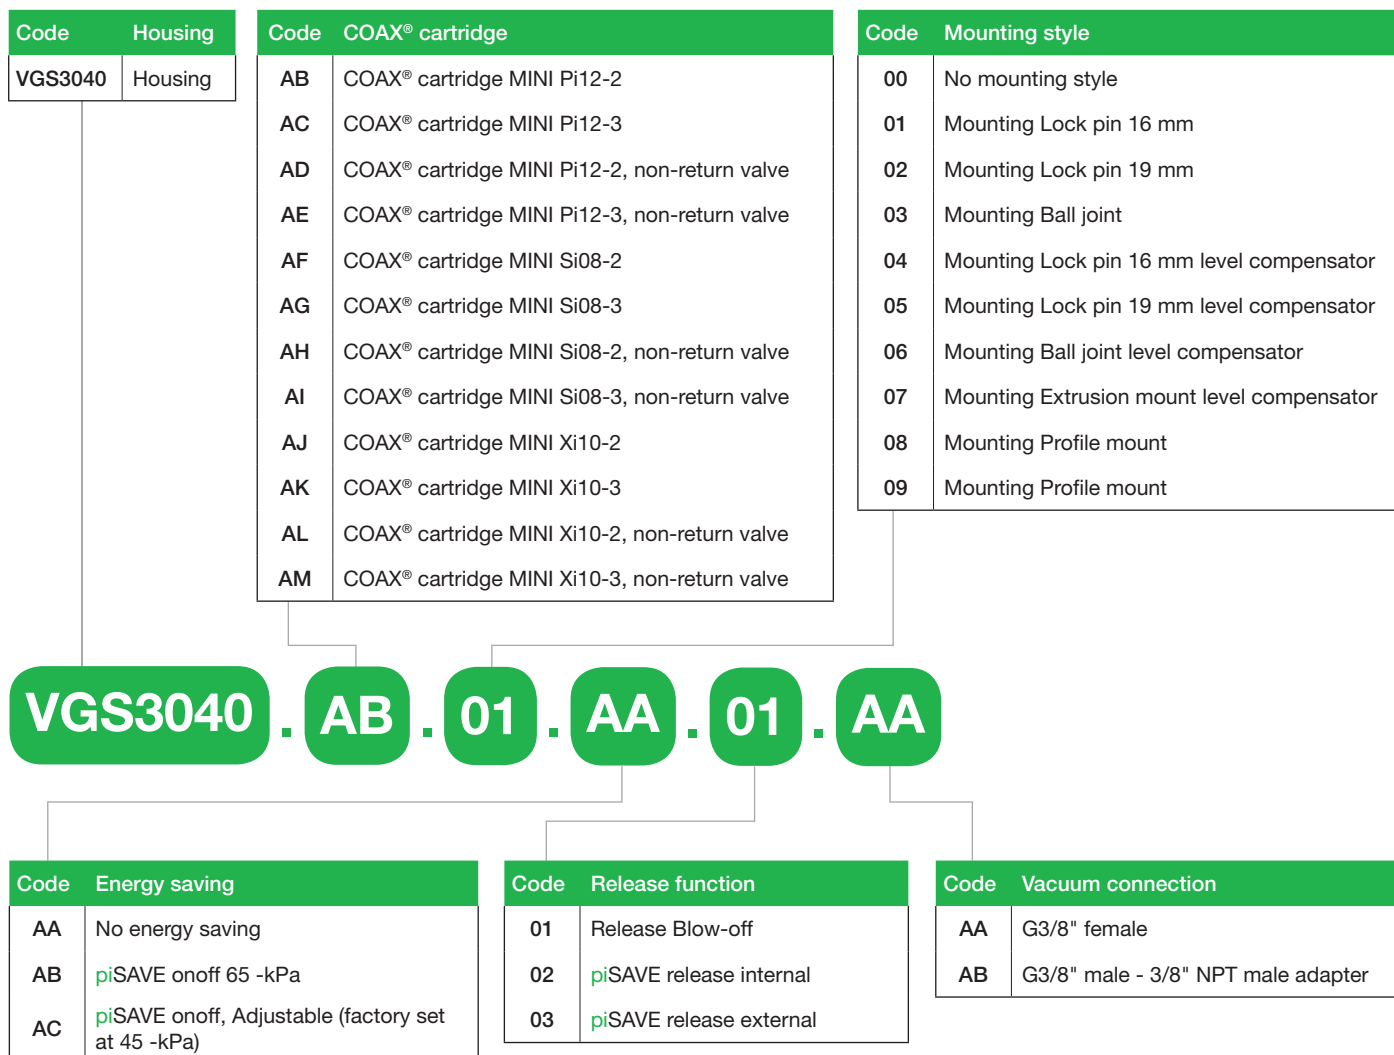 Code Housing
VGS3040 Housing
Code COAX® cartridge
AB COAX® cartridge MINI Pi12-2
AC COAX® cartridge MINI Pi12-3
AD COAX® cartridge MINI Pi12-2, non-return valve
AE COAX® cartridge MINI Pi12-3, non-return valve
AF COAX® cartridge MINI Si08-2
AG COAX® cartridge MINI Si08-3
AH COAX® cartridge MINI Si08-2, non-return valve
AI COAX® cartridge MINI Si08-3, non-return valve
AJ COAX® cartridge MINI Xi10-2
AK COAX® cartridge MINI Xi10-3
AL COAX® cartridge MINI Xi10-2, non-return valve
AM COAX® cartridge MINI Xi10-3, non-return valve
Code Mounting style
00 No mounting style
01 Mounting Lock pin 16 mm
02 Mounting Lock pin 19 mm
03 Mounting Ball joint
04 Mounting Lock pin 16 mm level compensator
05 Mounting Lock pin 19 mm level compensator
06 Mounting Ball joint level compensator
07 Mounting Extrusion mount level compensator
08 Mounting Profile mount
09 Mounting Profile mount
VGS3040 . AB . 01 . AA . 01 . AA
Code Energy saving
AA No energy saving
AB piSAVE onoff 65 -kPa
AC piSAVE onoff, Adjustable (factory set
at 45 -kPa)
Code Release function
01 Release Blow-off
02 piSAVE release internal
03 piSAVE release external
Code Vacuum connection
AA G3/8" female
AB G3/8" male - 3/8" NPT male adapter